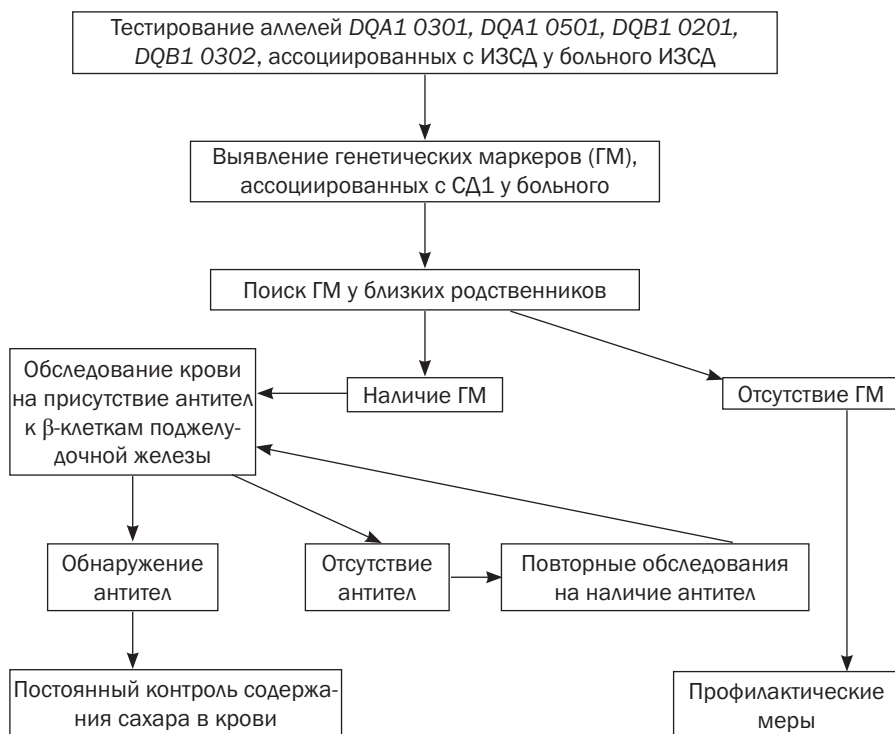 Тестирование аллелей DQA1 0301, DQA1 0501, DQB1 0201,
DQB1 0302, ассоциированных с ИЗСД у больного ИЗСД
Выявление генетических маркеров (ГМ),
ассоциированных с СД1 у больного
Поиск ГМ у близких родственников
Обследование крови
на присутствие антител
к β-клеткам поджелу-
дочной железы
Наличие ГМ
Отсутствие ГМ
Обнаружение
антител
Отсутствие
антител
Повторные обследования
на наличие антител
Постоянный контроль содержа-
ния сахара в крови
Профилактические
меры